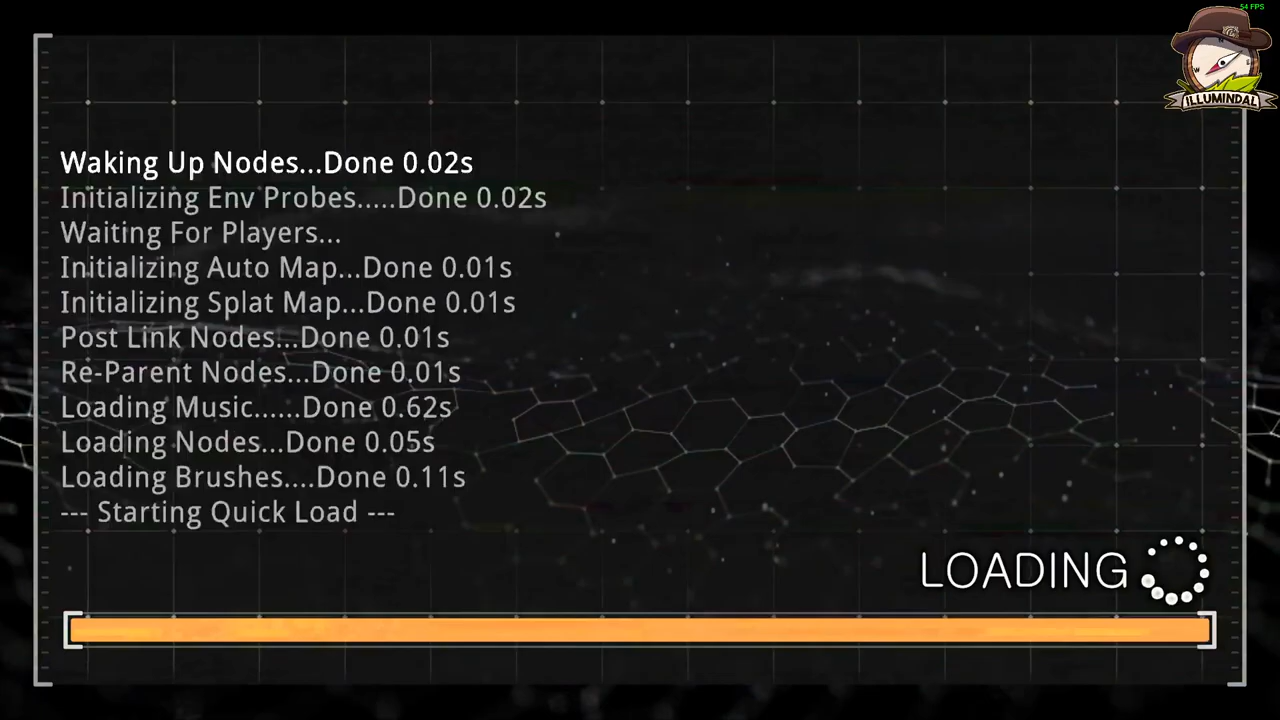 54 FPS
ILLUMINDAL
Waking Up Nodes...Done 0.02s
Initializing Env Probes.....Done 0.02s
Waiting For Players...
Initializing Auto Map...Done 0.01s
Initializing Splat Map...Done 0.01s
Post Link Nodes...Done 0.01s
Re-Parent Nodes...Done 0.01s
Loading Music......Done 0.62s
Loading Nodes...Done 0.05s
Loading Brushes....Done 0.11s
--- Starting Quick Load ---
LOADING